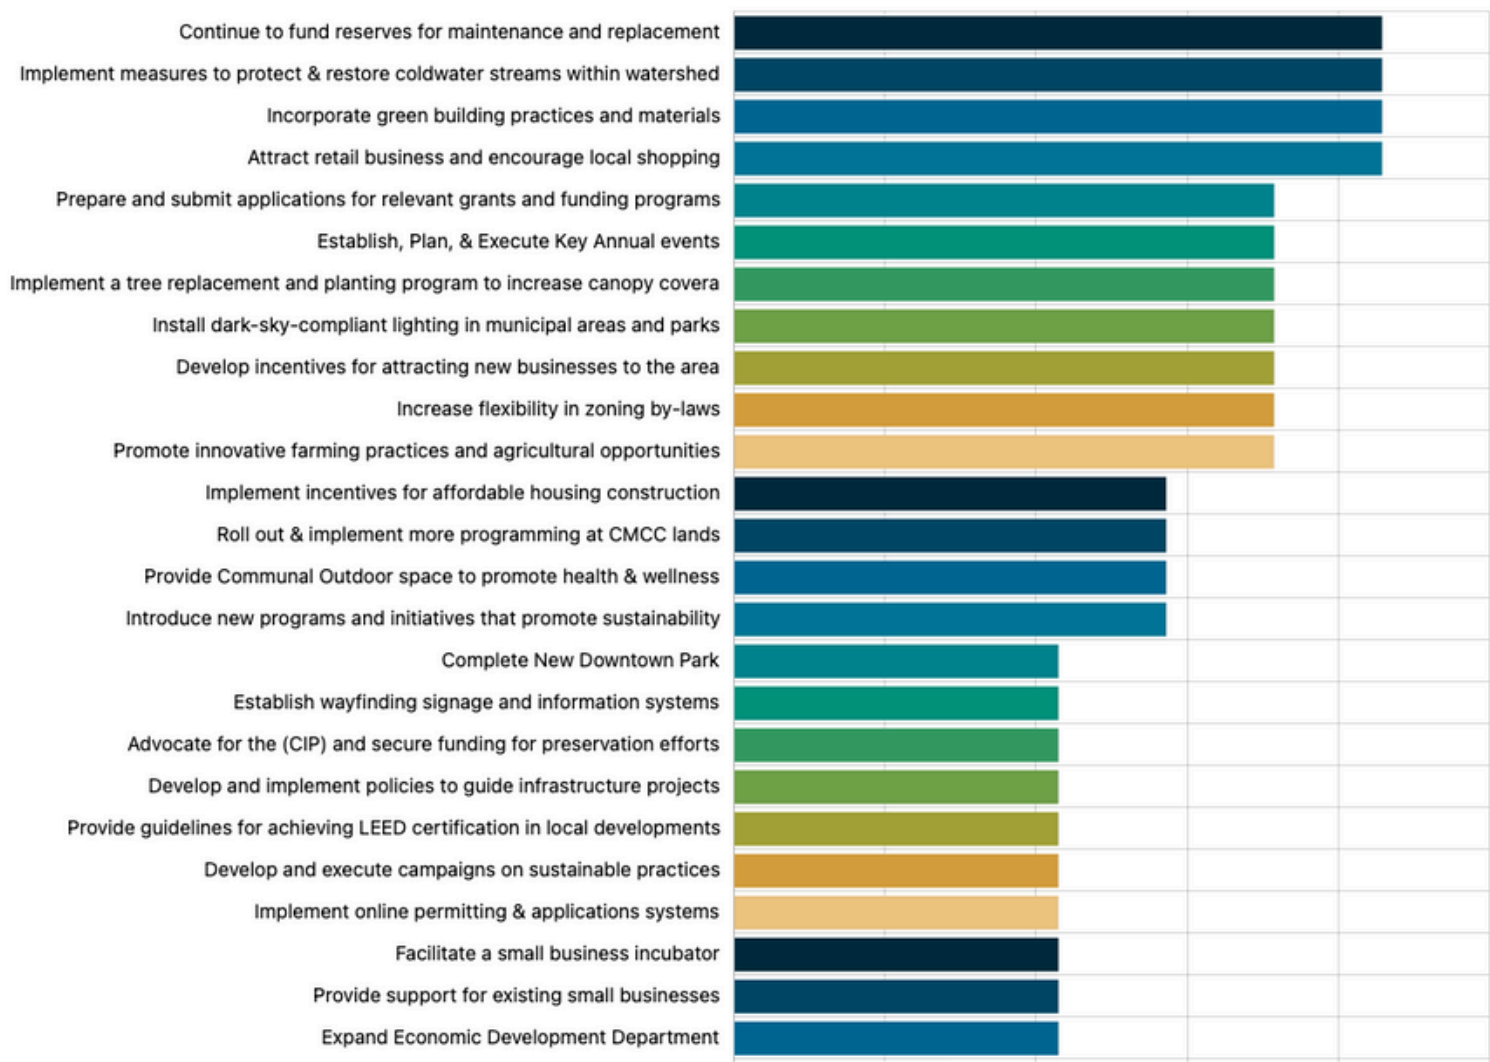 Continue to fund reserves for maintenance and replacement
Implement measures to protect & restore coldwater streams within watershed
Incorporate green building practices and materials
Attract retail business and encourage local shopping
Prepare and submit applications for relevant grants and funding programs
Establish, Plan, & Execute Key Annual events
Implement a tree replacement and planting program to increase canopy covera
Install dark-sky-compliant lighting in municipal areas and parks
Develop incentives for attracting new businesses to the area
Increase flexibility in zoning by-laws
Promote innovative farming practices and agricultural opportunities
Implement incentives for affordable housing construction
Roll out & implement more programming at CMCC lands
Provide Communal Outdoor space to promote health & wellness
Introduce new programs and initiatives that promote sustainability
Complete New Downtown Park
Establish wayfinding signage and information systems
Advocate for the (CIP) and secure funding for preservation efforts
Develop and implement policies to guide infrastructure projects
Provide guidelines for achieving LEED certification in local developments
Develop and execute campaigns on sustainable practices
Implement online permitting & applications systems
Facilitate a small business incubator
Provide support for existing small businesses
Expand Economic Development Department